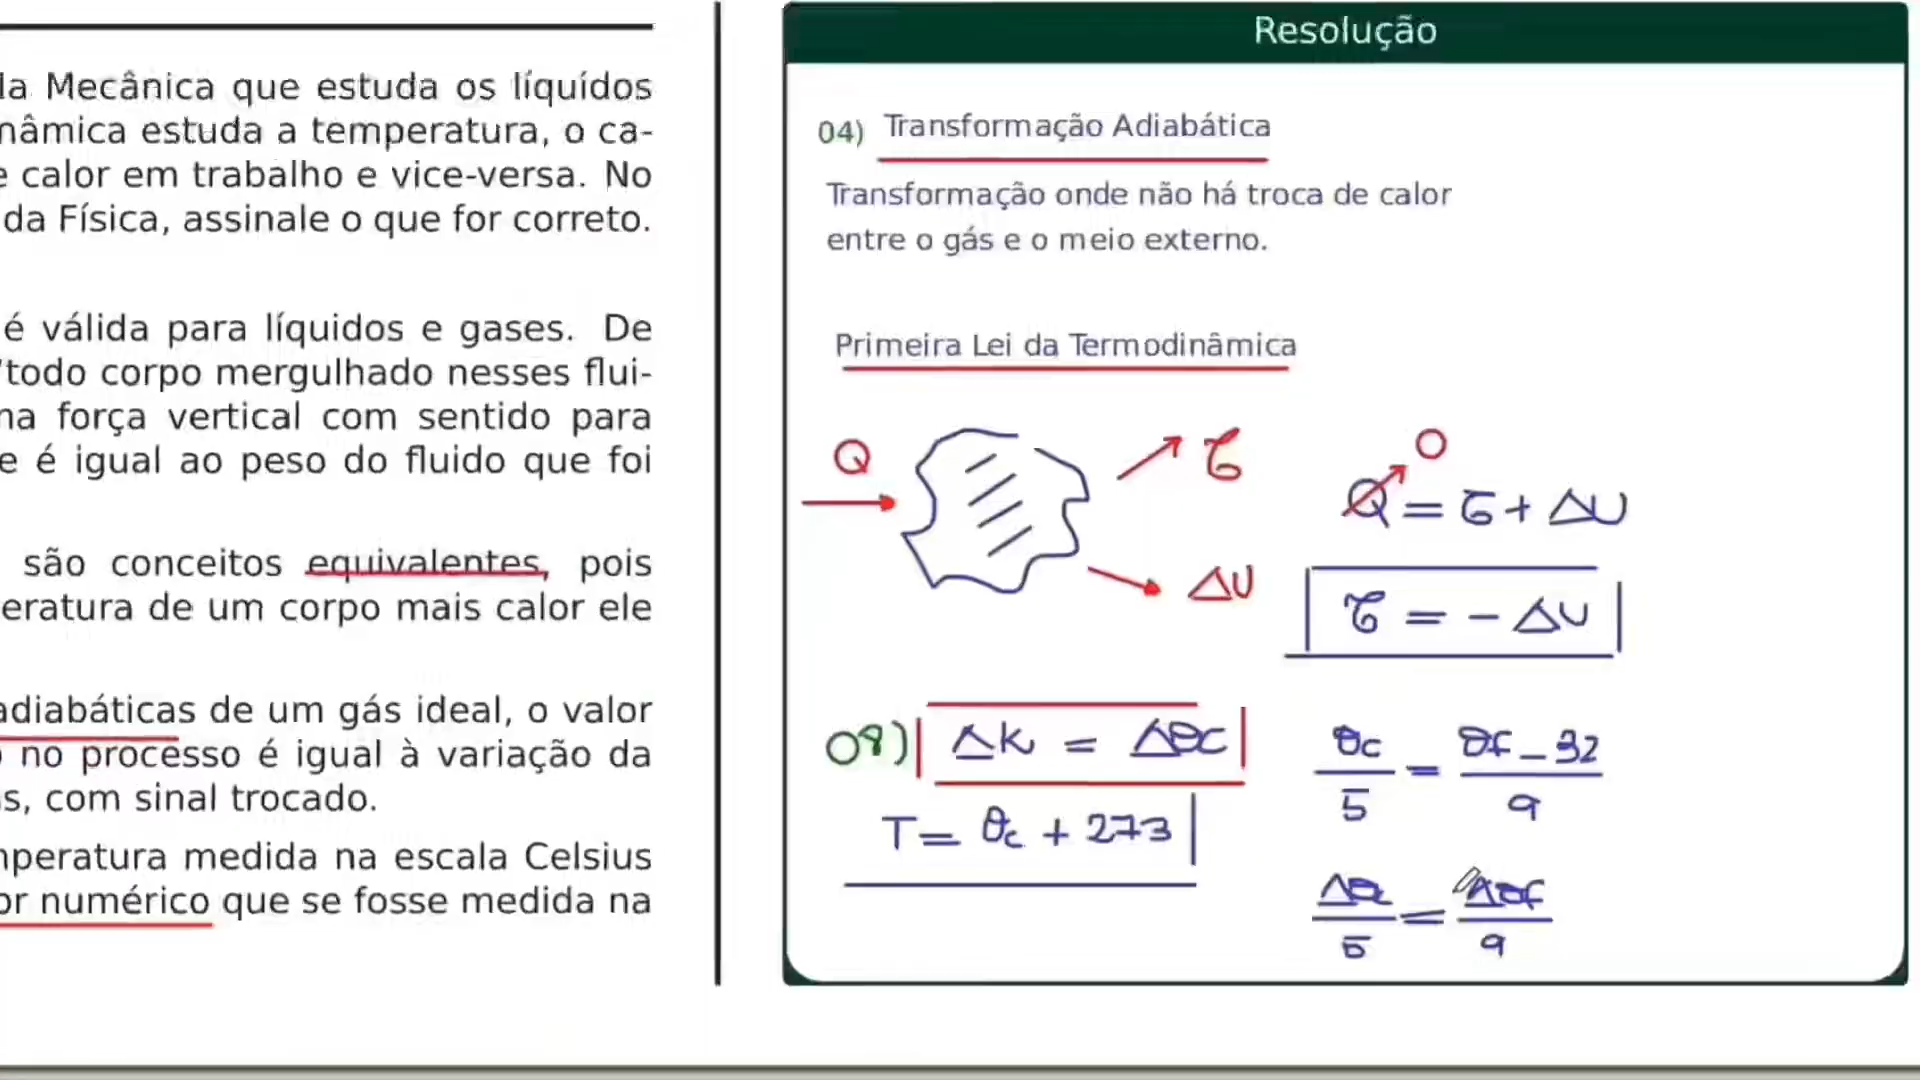 la Mecânica que estuda os líquídos
nâmica estuda a temperatura, o ca-
e calor em trabalho e vice-versa. No
da Física, assinale o que for correto.
é válida para líquidos e gases. De
todo corpo mergulhado nesses flui-
na força vertical com sentido para
e é igual ao peso do fluido que foi
são conceitos equivalentes, pois
eratura de um corpo mais calor ele
adiabáticas de um gás ideal, o valor
o no processo é igual à variação da
s, com sinal trocado.
nperatura medida na escala Celsius
or numérico que se fosse medida na
Resolução
04) Transformação Adiabática
Transformação onde não há troca de calor
entre o gás e o meio externo.
Primeira Lei da Termodinâmica
Q
τ
ΔU
0
Q = τ + ΔU
τ = - ΔU
08) ΔK = Δθc
T = θc + 273
θc/5 = θf - 32/9
Δθc/5 = Δθf/9